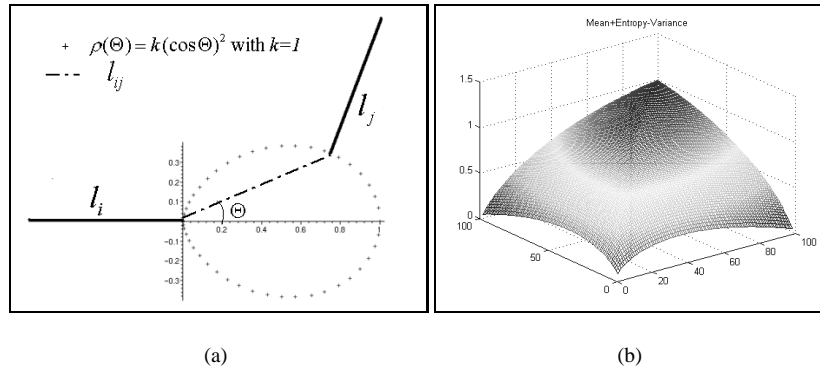 + ρ(Θ) = k(cosΘ)² with k=1
l_ij
l_j
l_i
Θ
0.3
0.2
0.1
0
-0.1
-0.2
-0.3
0.2 0.4 0.6 0.8 1
(a)
Mean+Entropy-Variance
1.5
1
0.5
0
100
50
0
0 20 40 60 80 100
(b)